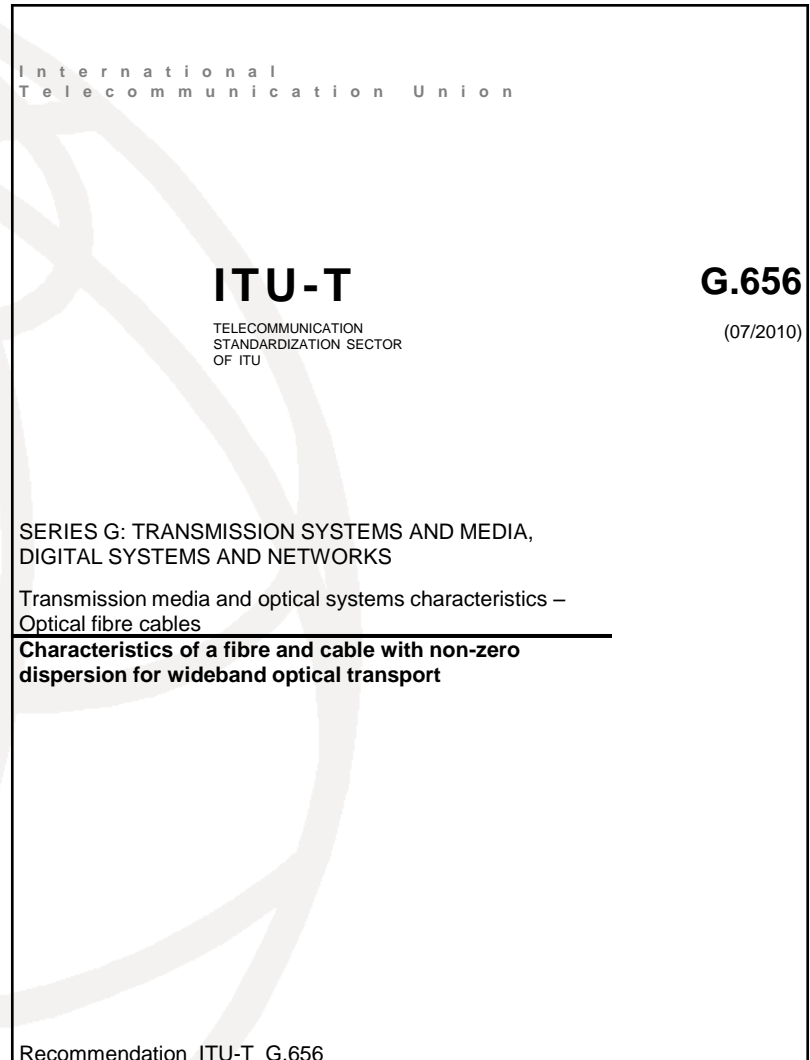 International
Telecommunication Union
ITU-T
G.656
TELECOMMUNICATION
STANDARDIZATION SECTOR
OF ITU
(07/2010)
SERIES G: TRANSMISSION SYSTEMS AND MEDIA,
DIGITAL SYSTEMS AND NETWORKS
Transmission media and optical systems characteristics –
Optical fibre cables
Characteristics of a fibre and cable with non-zero
dispersion for wideband optical transport
Recommendation ITU-T G.656